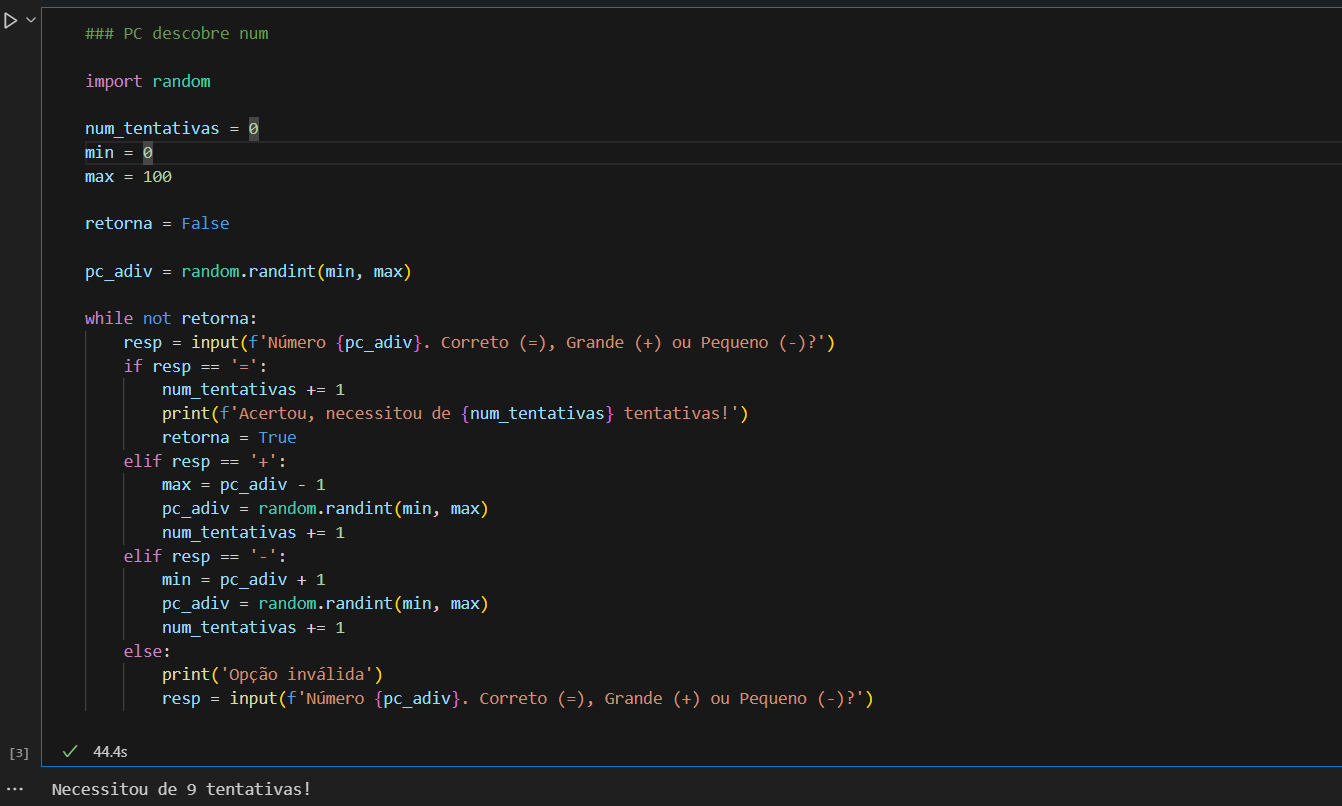 ### PC descobre num
import random
num_tentativas = 0
min = 0
max = 100
retorna = False
pc_adiv = random.randint(min, max)
while not retorna:
    resp = input(f'Número {pc_adiv}. Correto (=), Grande (+) ou Pequeno (-)?')
    if resp == '=':
        num_tentativas += 1
        print(f'Acertou, necessitou de {num_tentativas} tentativas!')
        retorna = True
    elif resp == '+':
        max = pc_adiv - 1
        pc_adiv = random.randint(min, max)
        num_tentativas += 1
    elif resp == '-':
        min = pc_adiv + 1
        pc_adiv = random.randint(min, max)
        num_tentativas += 1
    else:
        print('Opção inválida')
        resp = input(f'Número {pc_adiv}. Correto (=), Grande (+) ou Pequeno (-)?')
[3] 44.4s
... Necessitou de 9 tentativas!